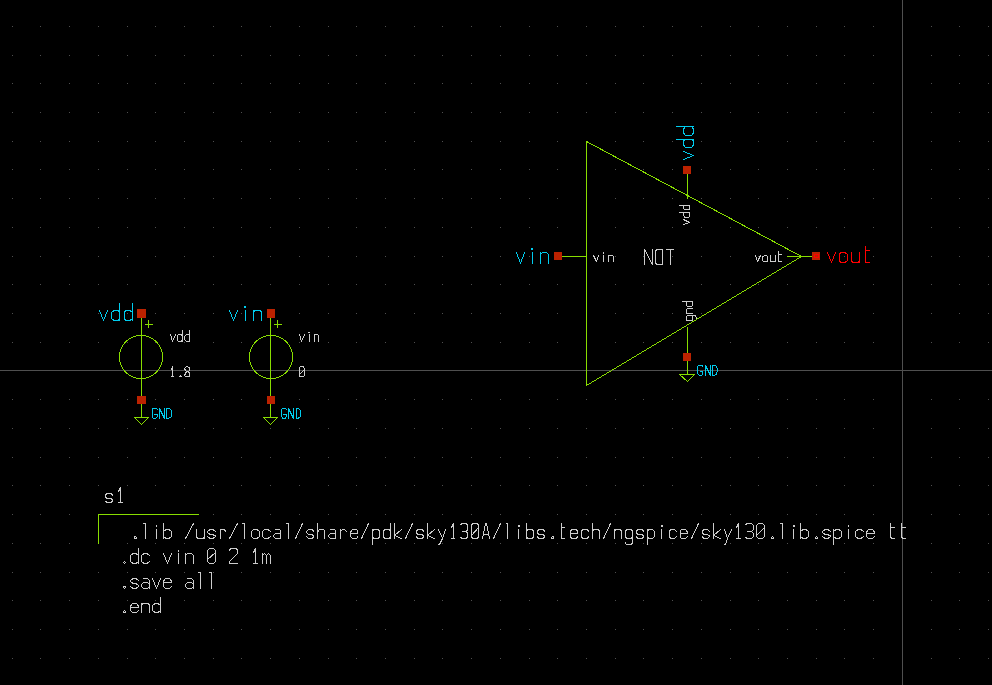 vdd
vdd
vin
vin
NOT
vout
vout
gnd
GND
vdd
vdd
1.8
GND
vin
vin
0
GND
s1
.lib /usr/local/share/pdk/sky130A/libs.tech/ngspice/sky130.lib.spice tt
.dc vin 0 2 1m
.save all
.end